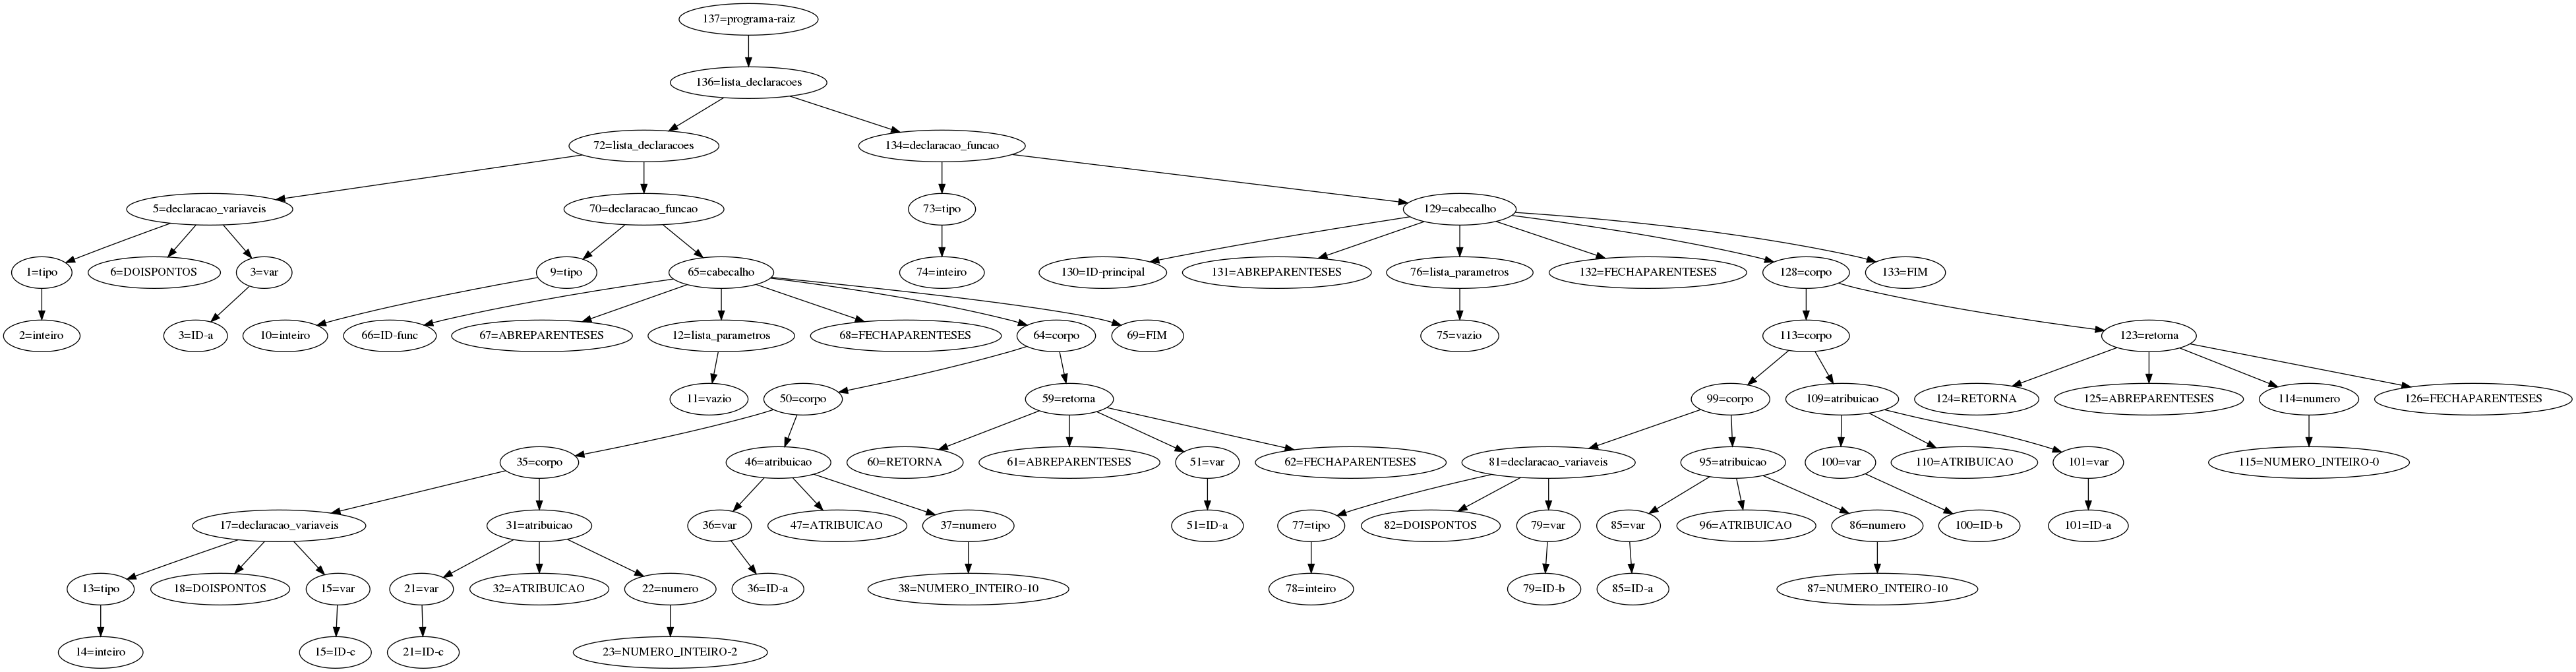 137=programa-raiz
136=lista_declaracoes
72=lista_declaracoes
134=declaracao_funcao
5=declaracao_variaveis
70=declaracao_funcao
73=tipo
129=cabecalho
1=tipo
6=DOISPONTOS
3=var
9=tipo
65=cabecalho
74=inteiro
130=ID-principal
131=ABREPARENTESES
76=lista_parametros
132=FECHAPARENTESES
128=corpo
133=FIM
2=inteiro
3=ID-a
10=inteiro
66=ID-func
67=ABREPARENTESES
12=lista_parametros
68=FECHAPARENTESES
64=corpo
69=FIM
75=vazio
113=corpo
123=retorna
11=vazio
50=corpo
59=retorna
99=corpo
109=atribuicao
124=RETORNA
125=ABREPARENTESES
114=numero
126=FECHAPARENTESES
35=corpo
46=atribuicao
60=RETORNA
61=ABREPARENTESES
51=var
62=FECHAPARENTESES
81=declaracao_variaveis
95=atribuicao
100=var
110=ATRIBUICAO
101=var
115=NUMERO_INTEIRO-0
17=declaracao_variaveis
31=atribuicao
36=var
47=ATRIBUICAO
37=numero
51=ID-a
77=tipo
82=DOISPONTOS
79=var
85=var
96=ATRIBUICAO
86=numero
100=ID-b
101=ID-a
13=tipo
18=DOISPONTOS
15=var
21=var
32=ATRIBUICAO
22=numero
36=ID-a
38=NUMERO_INTEIRO-10
78=inteiro
79=ID-b
85=ID-a
87=NUMERO_INTEIRO-10
14=inteiro
15=ID-c
21=ID-c
23=NUMERO_INTEIRO-2